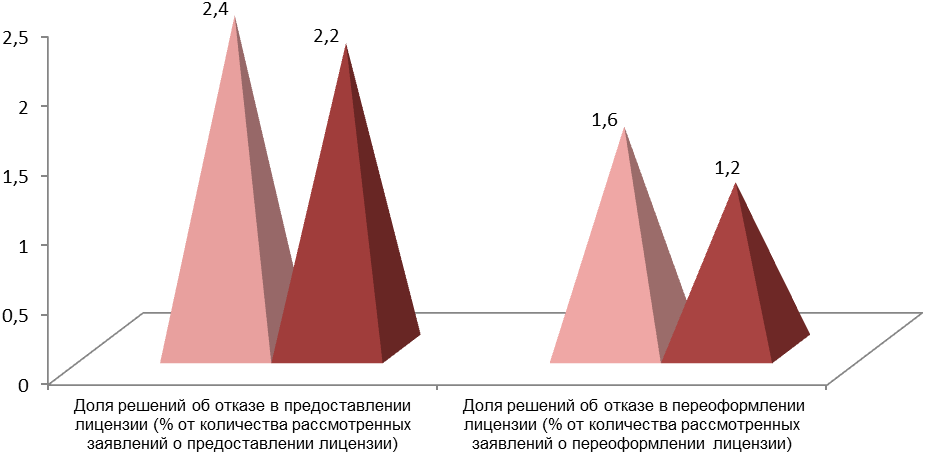 2,4
2,2
1,6
1,2
2,5
2
1,5
1
0,5
0
Доля решений об отказе в предоставлении
лицензии (% от количества рассмотренных
заявлений о предоставлении лицензии)
Доля решений об отказе в переоформлении
лицензии (% от количества рассмотренных
заявлений о переоформлении лицензии)